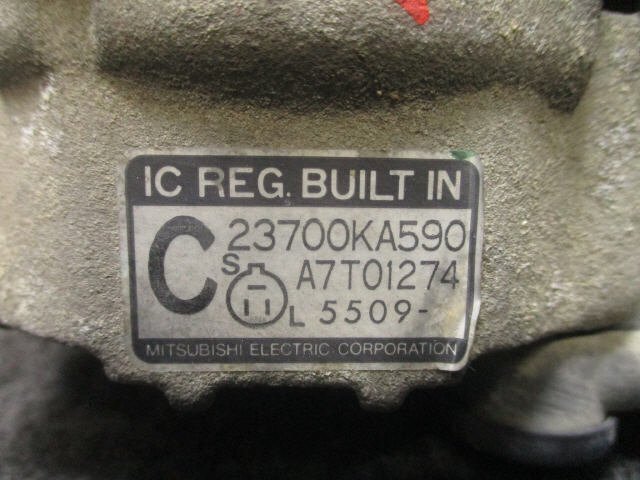 IC REG. BUILT IN
C 23700KA590
S A7T01274
L 5509-
MITSUBISHI ELECTRIC CORPORATION